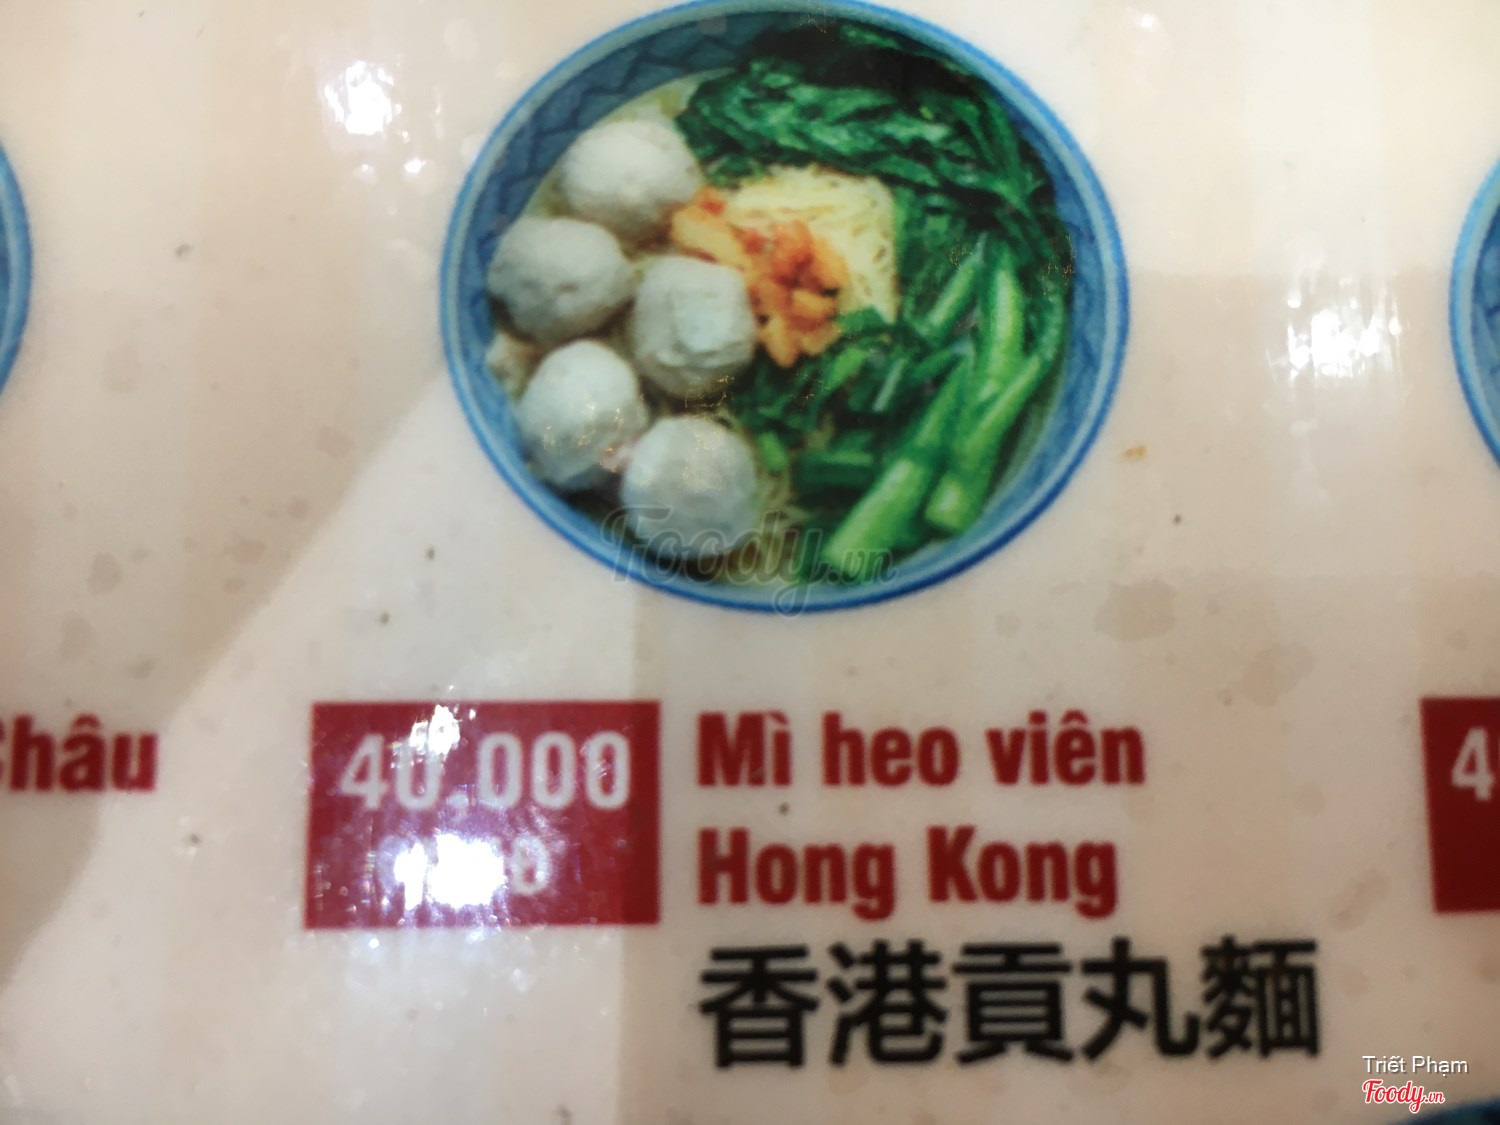 Foody.vn
Châu
40.000
Mì heo viên
Hong Kong
香港貢丸麵
4
Triết Phạm
Foody.vn